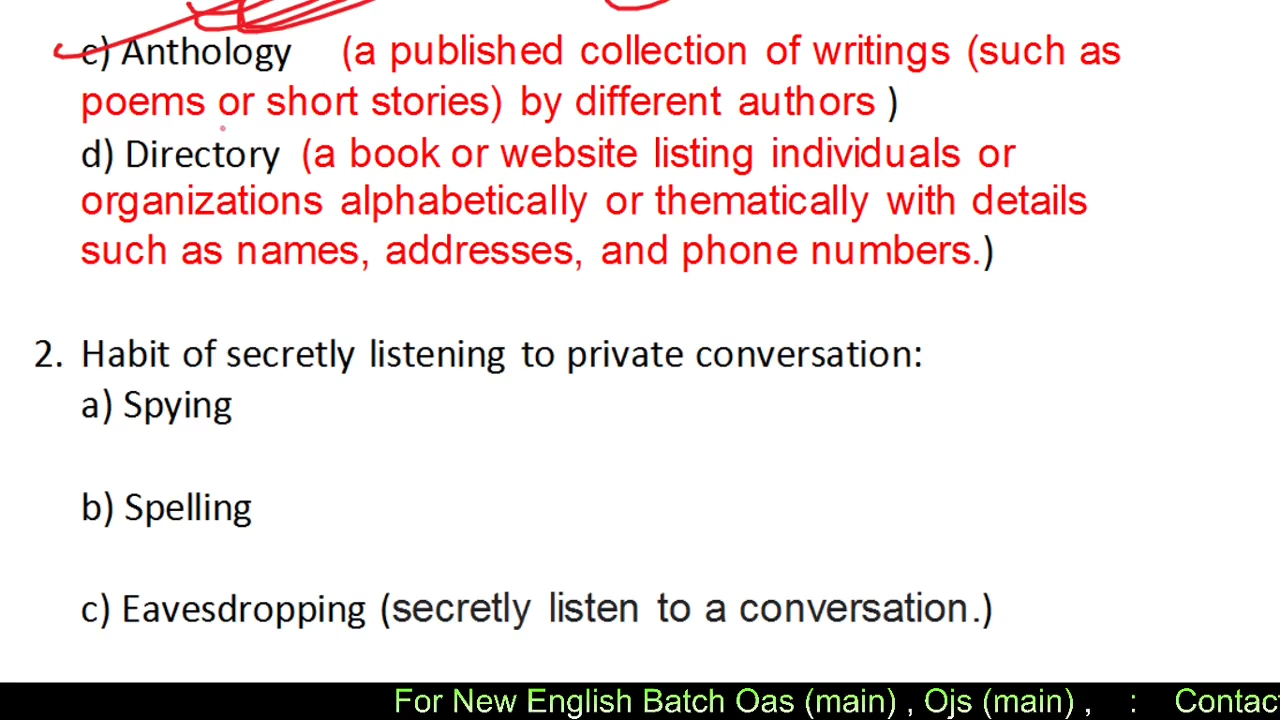 c) Anthology (a published collection of writings (such as
poems or short stories) by different authors )
d) Directory (a book or website listing individuals or
organizations alphabetically or thematically with details
such as names, addresses, and phone numbers.)
2. Habit of secretly listening to private conversation:
a) Spying
b) Spelling
c) Eavesdropping (secretly listen to a conversation.)
For New English Batch Oas (main) , Ojs (main) , : Contac